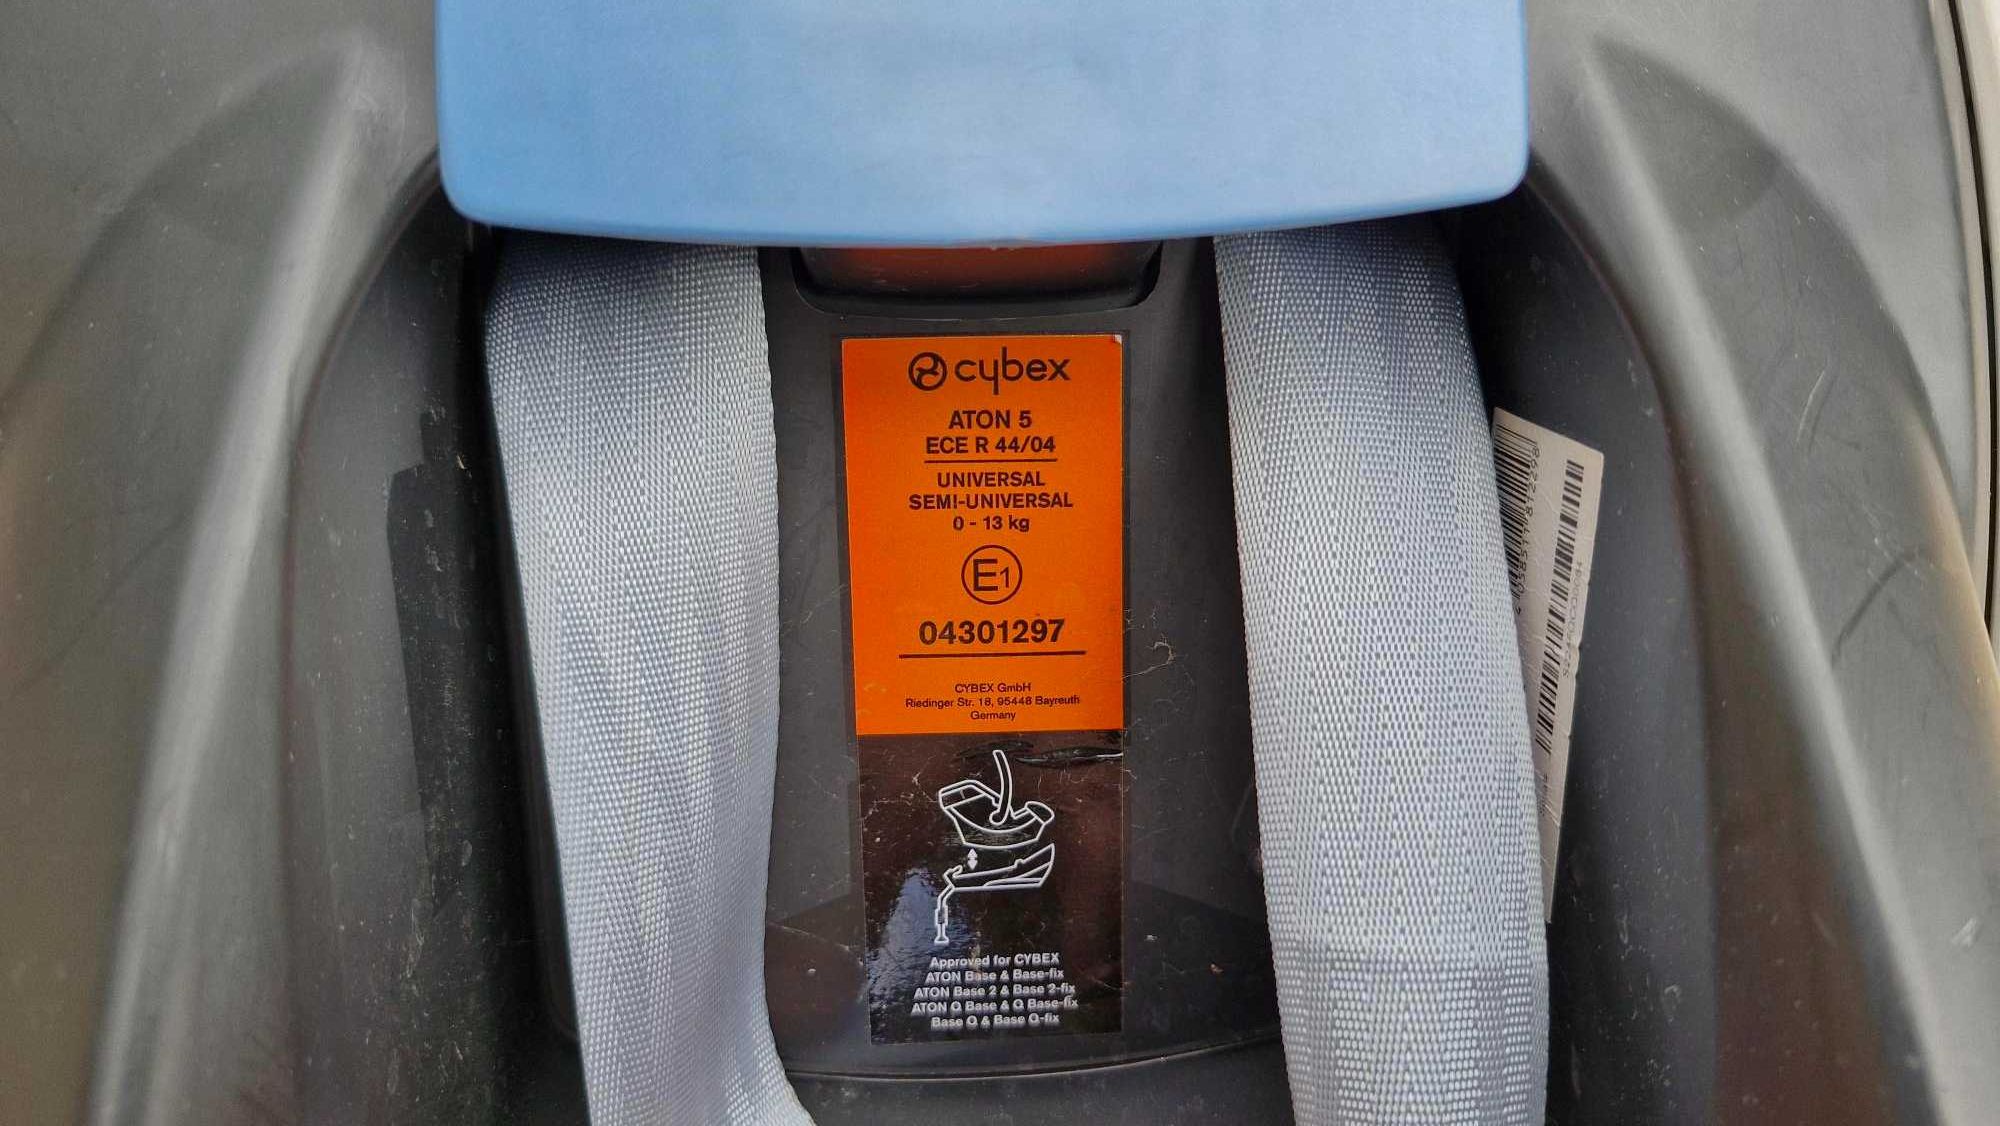 cybex
ATON 5
ECE R 44/04
UNIVERSAL
SEMI-UNIVERSAL
0 - 13 kg
E1
04301297
CYBEX GmbH
Riedinger Str. 18, 95448 Bayreuth
Germany
Approved for CYBEX
ATON Base & Base-fix
ATON Base 2 & Base 2-fix
ATON Q Base & Q Base-fix
Base Q & Base Q-fix